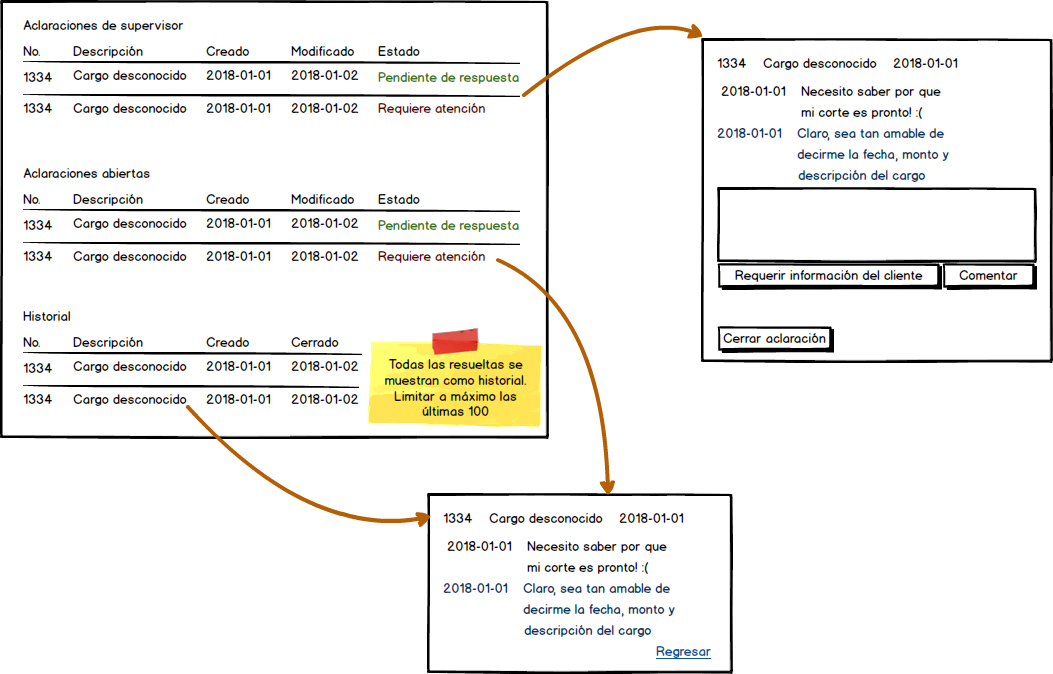 Aclaraciones de supervisor
No. Descripción Creado Modificado Estado
1334 Cargo desconocido 2018-01-01 2018-01-02 Pendiente de respuesta
1334 Cargo desconocido 2018-01-01 2018-01-02 Requiere atención
Aclaraciones abiertas
No. Descripción Creado Modificado Estado
1334 Cargo desconocido 2018-01-01 2018-01-02 Pendiente de respuesta
1334 Cargo desconocido 2018-01-01 2018-01-02 Requiere atención
Historial
No. Descripción Creado Cerrado
1334 Cargo desconocido 2018-01-01 2018-01-02
1334 Cargo desconocido 2018-01-01 2018-01-02
Todas las resueltas se
muestran como historial.
Limitar a máximo las
últimas 100
1334 Cargo desconocido 2018-01-01
2018-01-01 Necesito saber por que
mi corte es pronto! :(
2018-01-01 Claro, sea tan amable de
decirme la fecha, monto y
descripción del cargo
Requerir información del cliente Comentar
Cerrar aclaración
1334 Cargo desconocido 2018-01-01
2018-01-01 Necesito saber por que
mi corte es pronto! :(
2018-01-01 Claro, sea tan amable de
decirme la fecha, monto y
descripción del cargo
Regresar